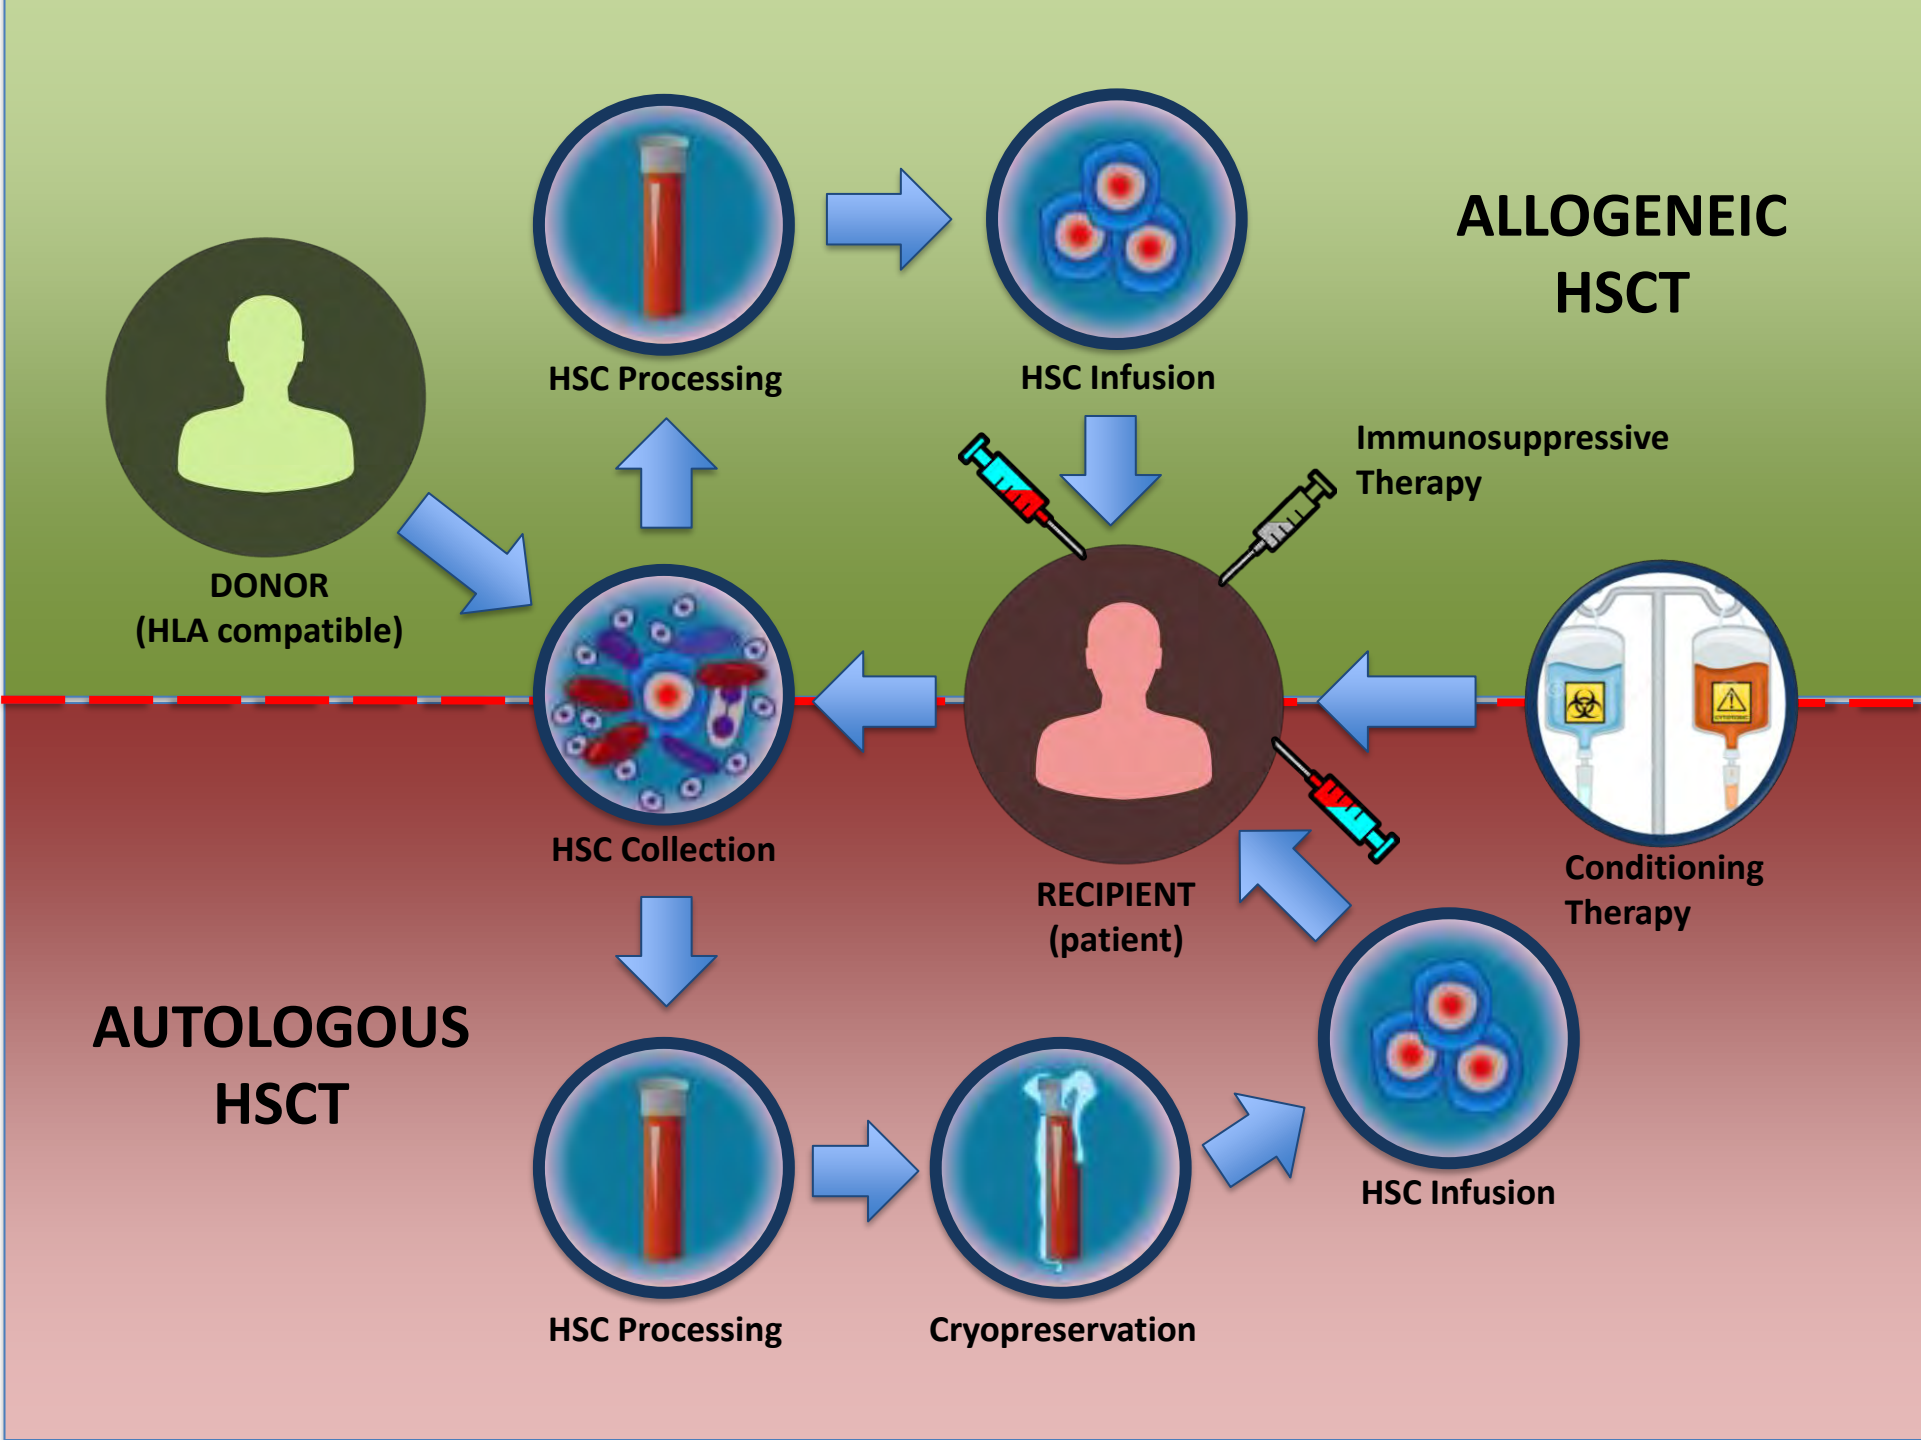 ALLOGENEIC
HSCT
HSC Processing
HSC Infusion
Immunosuppressive
Therapy
DONOR
(HLA compatible)
HSC Collection
RECIPIENT
(patient)
CYTOTOXIC
Conditioning
Therapy
AUTOLOGOUS
HSCT
HSC Infusion
HSC Processing
Cryopreservation